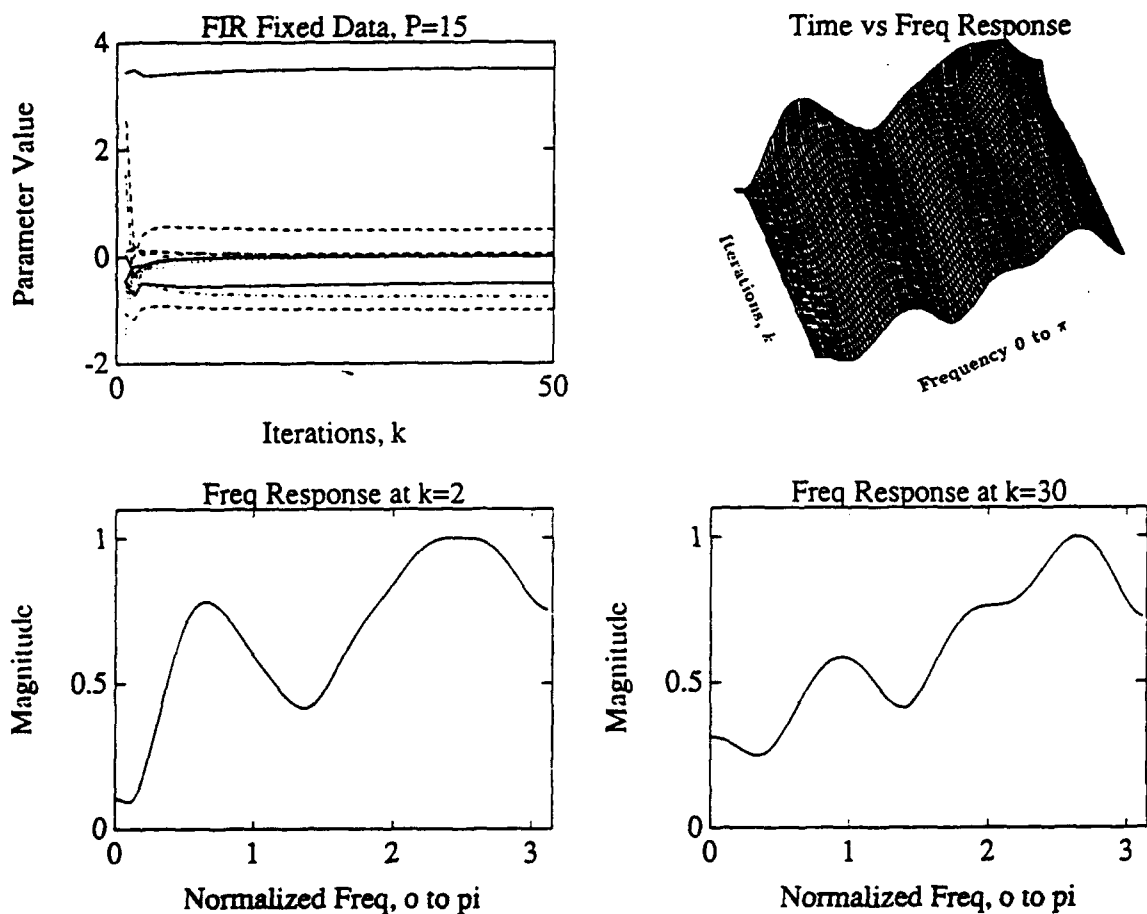 FIR Fixed Data, P=15
4
2
0
-2
0
50
Parameter Value
Iterations, k
Time vs Freq Response
Iterations, k
Frequency 0 to π
Freq Response at k=2
1
0.5
0
0
1
2
3
Magnitude
Normalized Freq, o to pi
Freq Response at k=30
1
0.5
0
0
1
2
3
Magnitude
Normalized Freq, o to pi